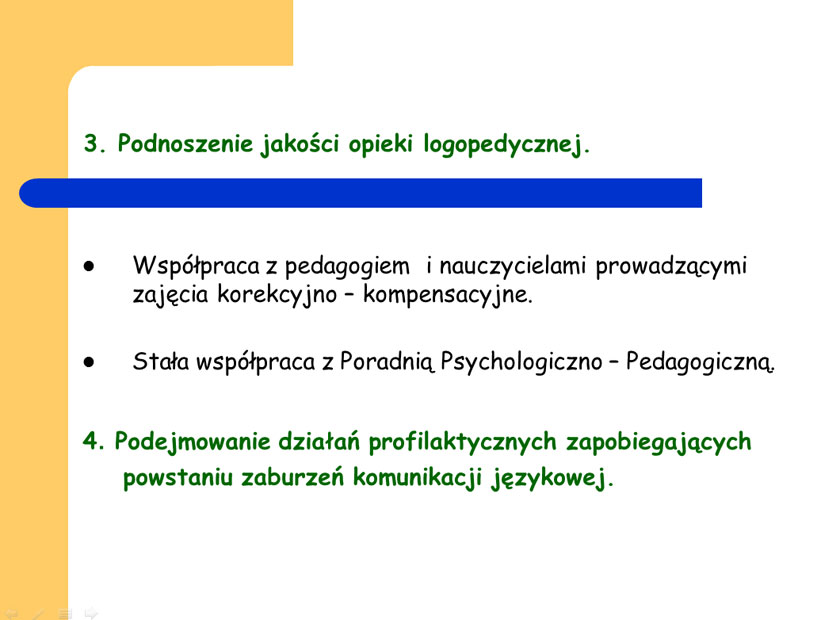 3. Podnoszenie jakości opieki logopedycznej.
● Współpraca z pedagogiem i nauczycielami prowadzącymi
zajęcia korekcyjno – kompensacyjne.
● Stała współpraca z Poradnią Psychologiczno – Pedagogiczną.
4. Podejmowanie działań profilaktycznych zapobiegających
powstaniu zaburzeń komunikacji językowej.